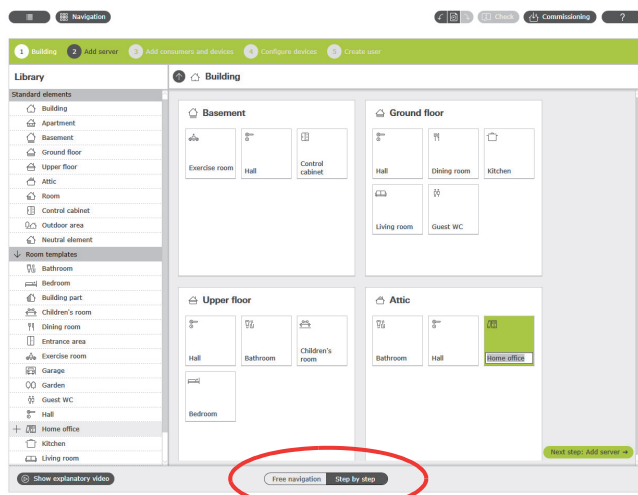 Navigation
Check
Commissioning
?
1 Building
2 Add server
3 Add consumers and devices
4 Configure devices
5 Create user
Library
Building
Standard elements
Building
Apartment
Basement
Ground floor
Upper floor
Attic
Room
Control cabinet
Outdoor area
Neutral element
Room templates
Bathroom
Bedroom
Building part
Children's room
Dining room
Entrance area
Exercise room
Garage
Garden
Guest WC
Hall
Home office
Kitchen
Living room
Basement
Exercise room
Hall
Control
cabinet
Ground floor
Hall
Dining room
Kitchen
Living room
Guest WC
Upper floor
Hall
Bathroom
Children's
room
Bedroom
Attic
Bathroom
Hall
Home office
Next step: Add server
Show explanatory video
Free navigation
Step by step